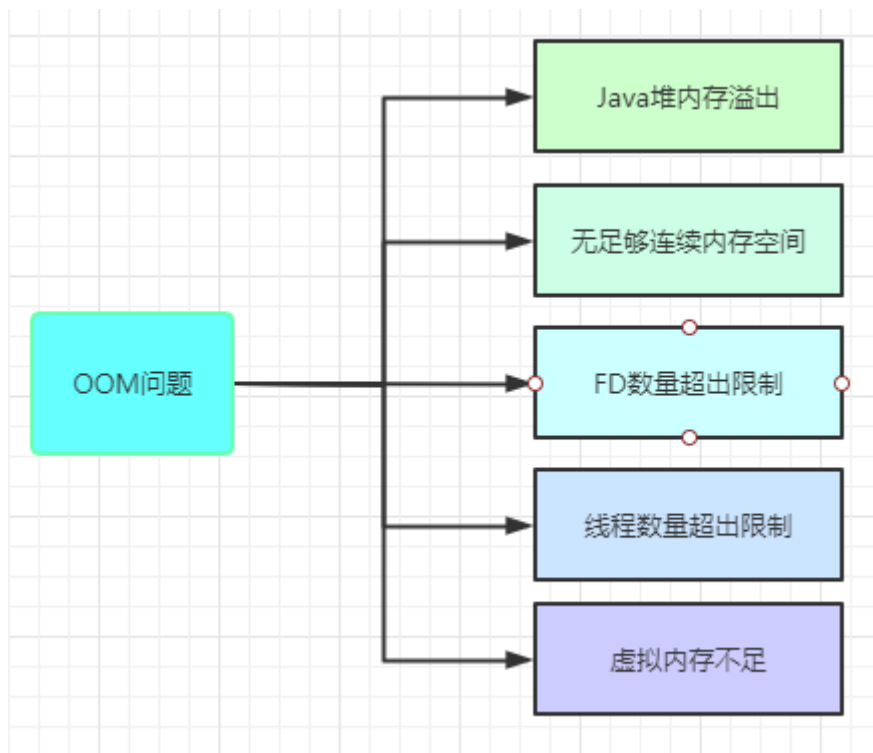 Java堆内存溢出
无足够连续内存空间
OOM问题
FD数量超出限制
线程数量超出限制
虚拟内存不足